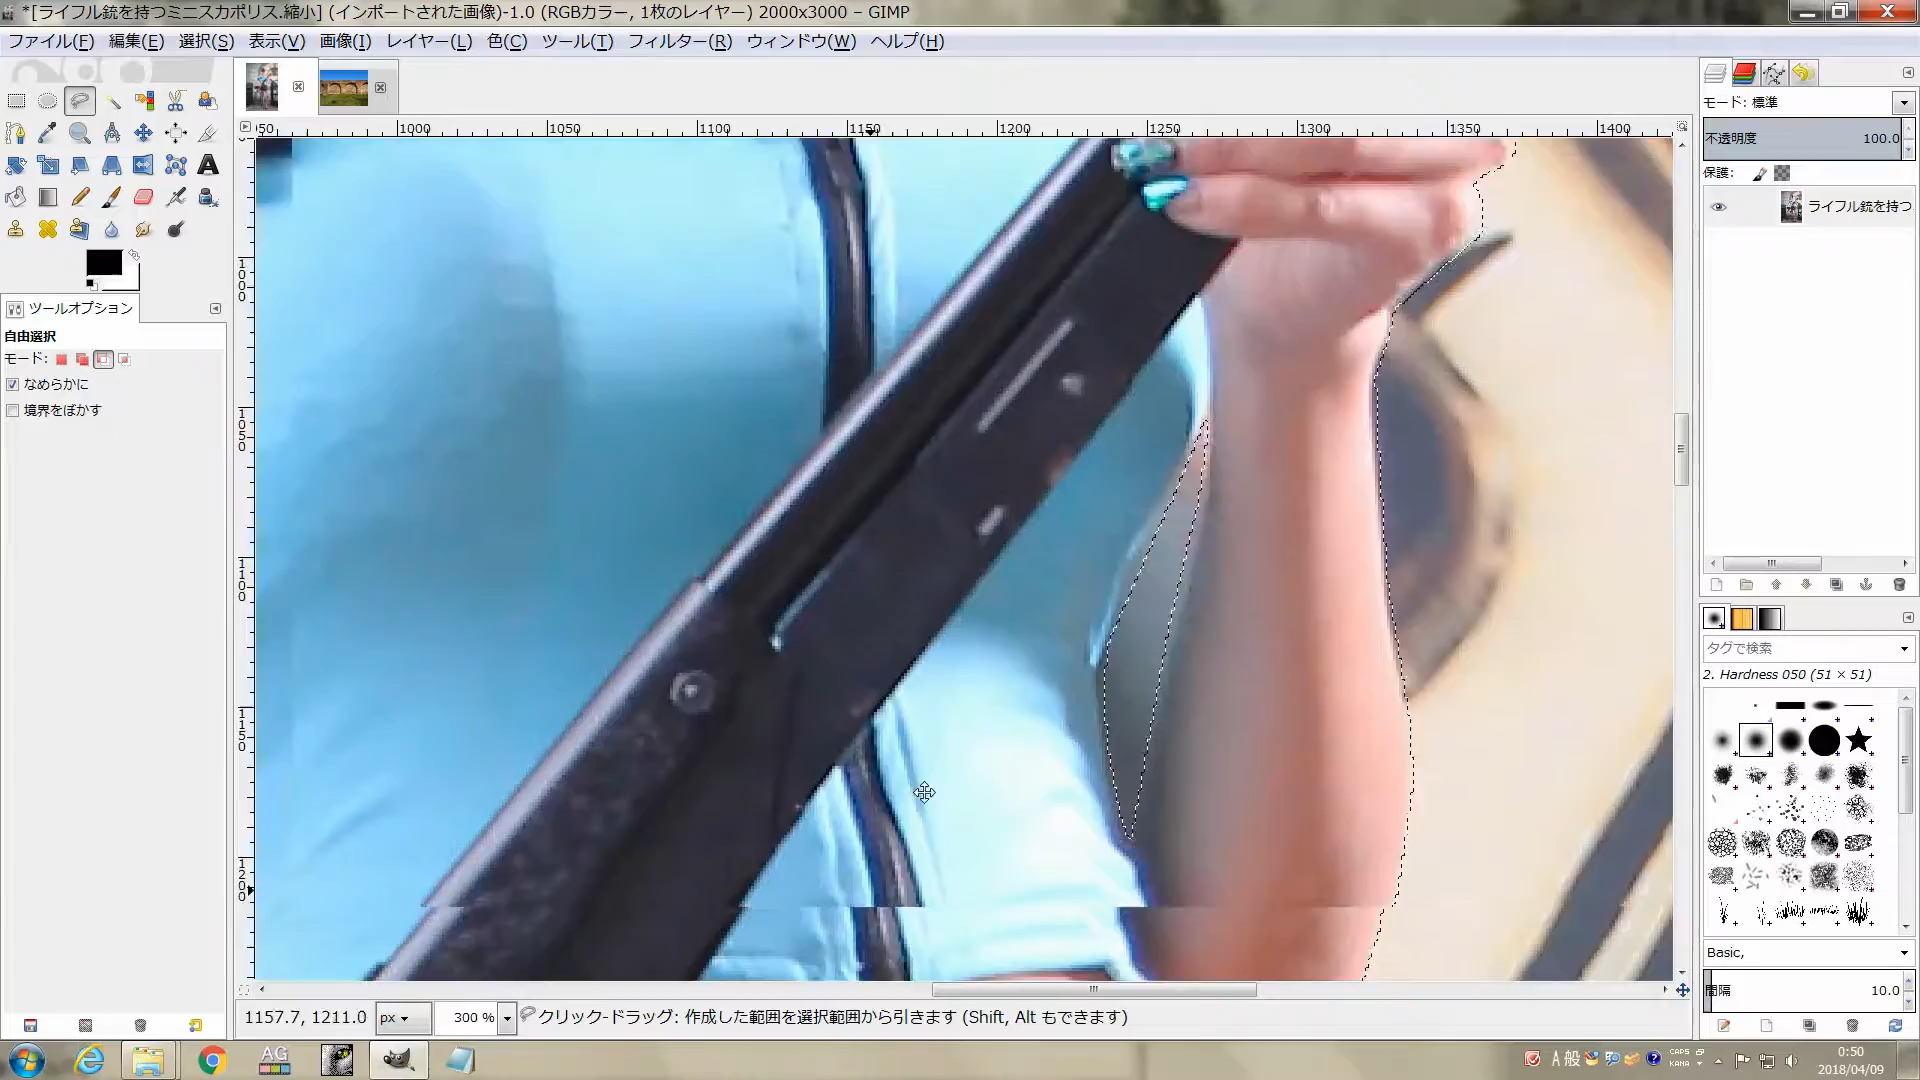 *[ライフル銃を持つミニスカポリス.縮小] (インポートされた画像)-1.0 (RGBカラー, 1枚のレイヤー) 2000x3000 – GIMP
ファイル(F) 編集(E) 選択(S) 表示(V) 画像(I) レイヤー(L) 色(C) ツール(T) フィルター(R) ウィンドウ(W) ヘルプ(H)
950 1000 1050 1100 1150 1200 1250 1300 1350 1400
1000
1050
1100
1150
1200
ツールオプション
自由選択
モード:
なめらかに
境界をぼかす
モード: 標準
不透明度 100.0
保護:
ライフル銃を持つ
タグで検索
2. Hardness 050 (51 × 51)
Basic,
間隔 10.0
1157.7, 1211.0 px 300 % クリック-ドラッグ: 作成した範囲を選択範囲から引きます (Shift, Alt もできます)
AG
A 般
CAPS
KANA
0:50
2018/04/09